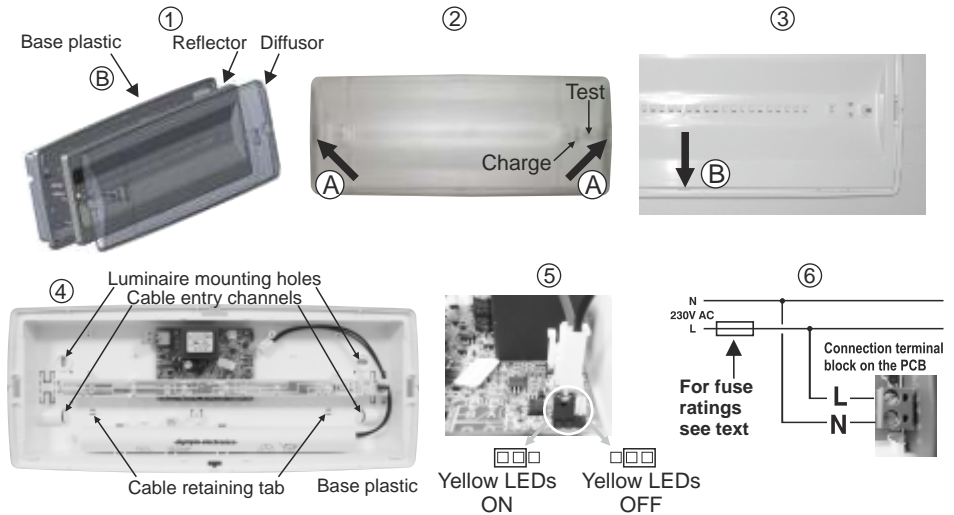 ①
Base plastic
Reflector
Diffusor
B
②
Test
Charge
A
A
③
B
④
Luminaire mounting holes
Cable entry channels
olympia electronics
Cable retaining tab
Base plastic
⑤
Yellow LEDs
ON
Yellow LEDs
OFF
⑥
N
230V AC
L
For fuse
ratings
see text
Connection terminal
block on the PCB
L
N